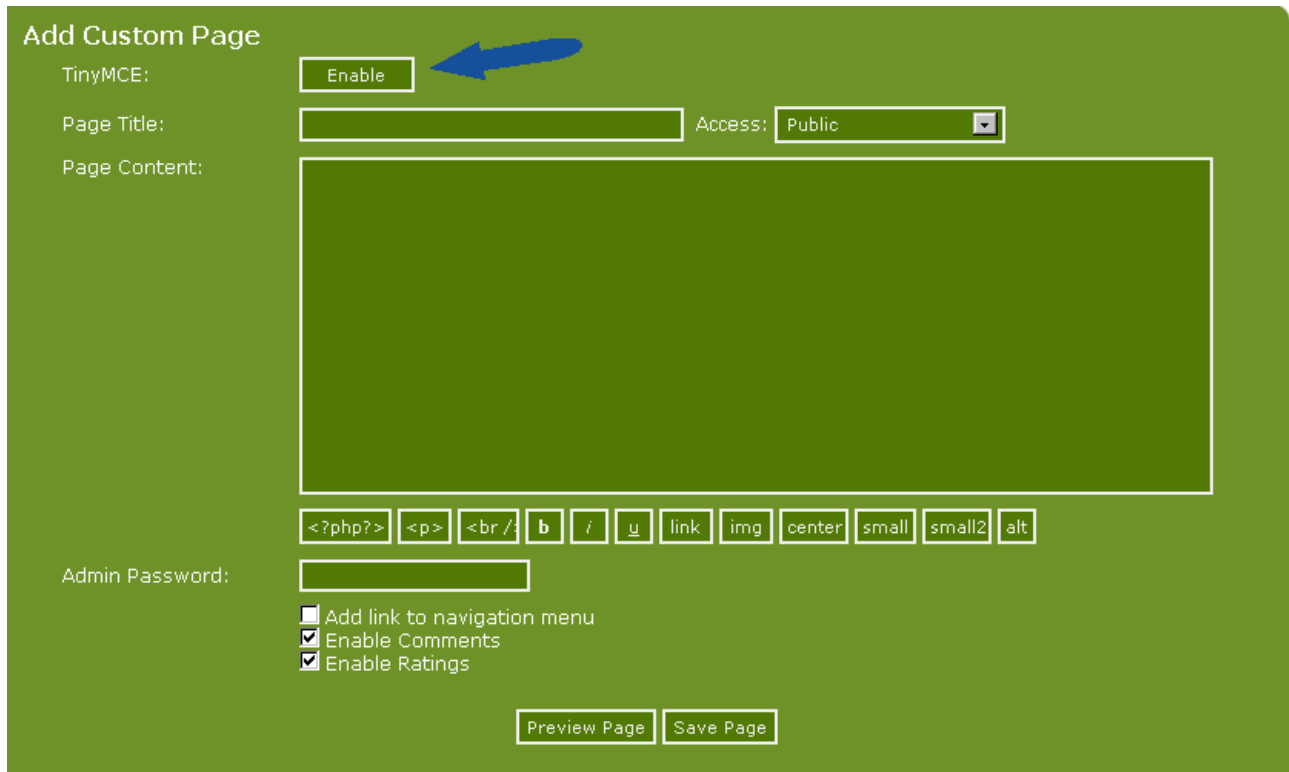 Add Custom Page
TinyMCE: Enable
Page Title: Access: Public
Page Content:
<?php?> <p> <br /> b i u link img center small small2 alt
Admin Password:
Add link to navigation menu
Enable Comments
Enable Ratings
Preview Page Save Page